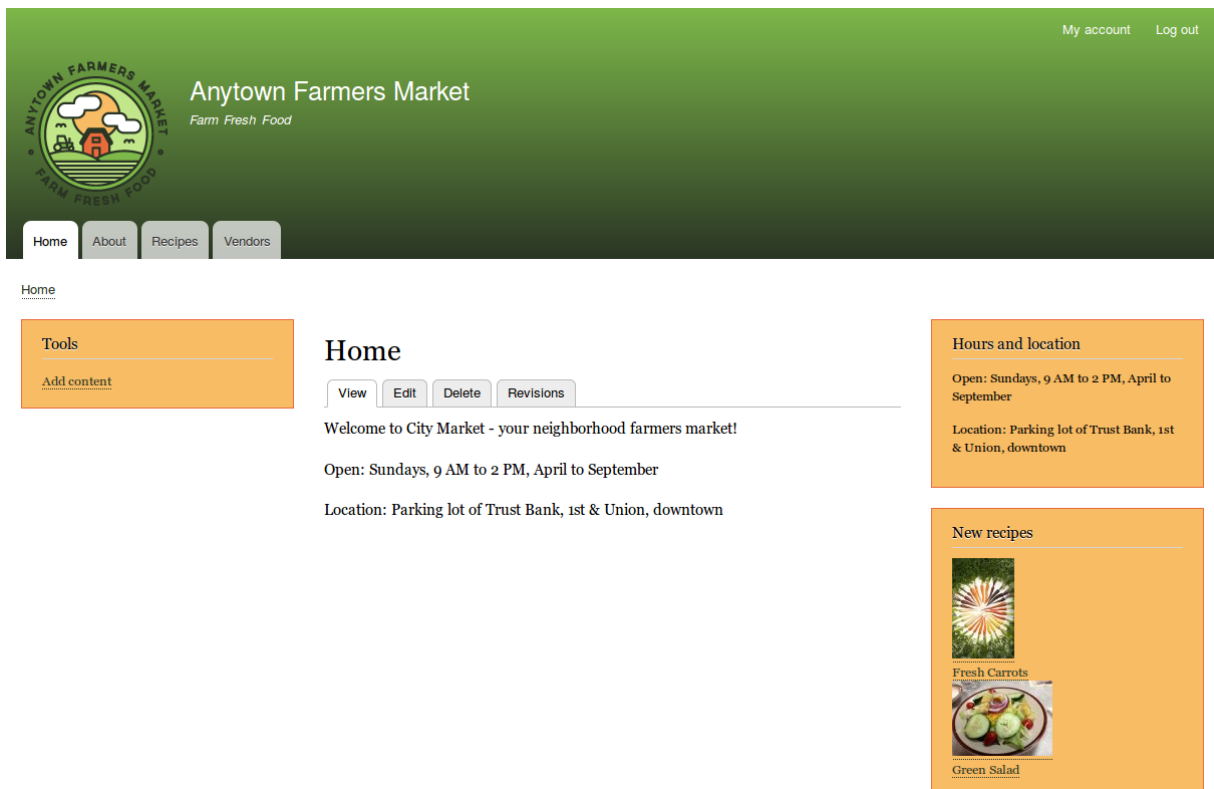 My account Log out
ANYTOWN FARMERS MARKET
FARM FRESH FOOD
Anytown Farmers Market
Farm Fresh Food
Home About Recipes Vendors
Home
Tools
Add content
Home
View Edit Delete Revisions
Welcome to City Market - your neighborhood farmers market!
Open: Sundays, 9 AM to 2 PM, April to September
Location: Parking lot of Trust Bank, 1st & Union, downtown
Hours and location
Open: Sundays, 9 AM to 2 PM, April to
September
Location: Parking lot of Trust Bank, 1st
& Union, downtown
New recipes
Fresh Carrots
Green Salad